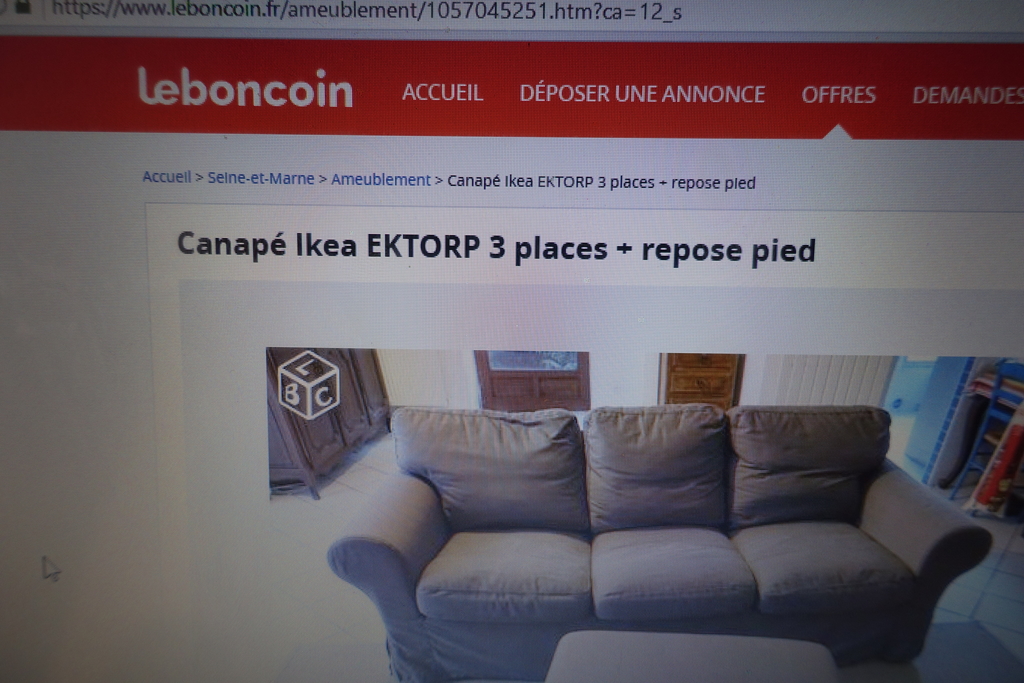 https://www.leboncoin.fr/ameublement/1057045251.htm?ca=12_s
leboncoin ACCUEIL DÉPOSER UNE ANNONCE OFFRES DEMANDES
Accueil > Seine-et-Marne > Ameublement > Canapé Ikea EKTORP 3 places + repose pied
Canapé Ikea EKTORP 3 places + repose pied
L
B C